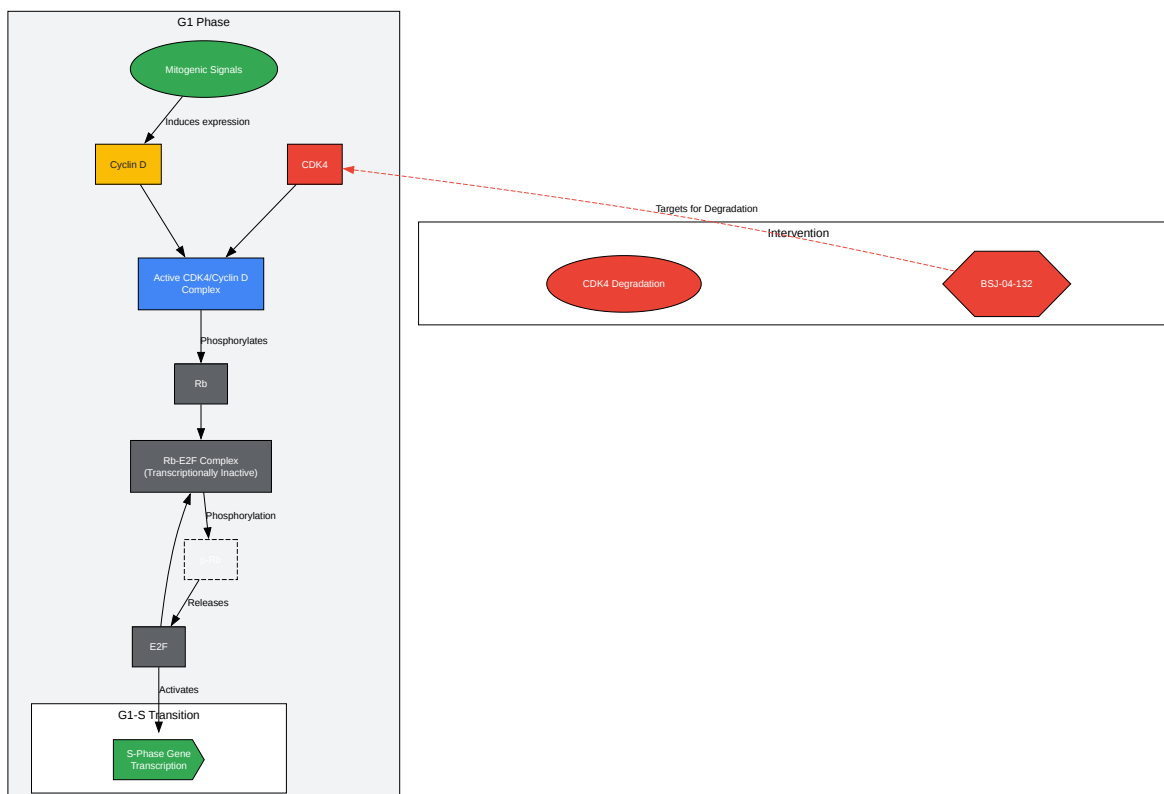 G1 Phase
Mitogenic Signals
Induces expression
Cyclin D
CDK4
Targets for Degradation
Intervention
Active CDK4/Cyclin D
Complex
CDK4 Degradation
BSJ-04-132
Phosphorylates
Rb
Rb-E2F Complex
(Transcriptionally Inactive)
Phosphorylation
p-Rb
Releases
E2F
Activates
G1-S Transition
S-Phase Gene
Transcription